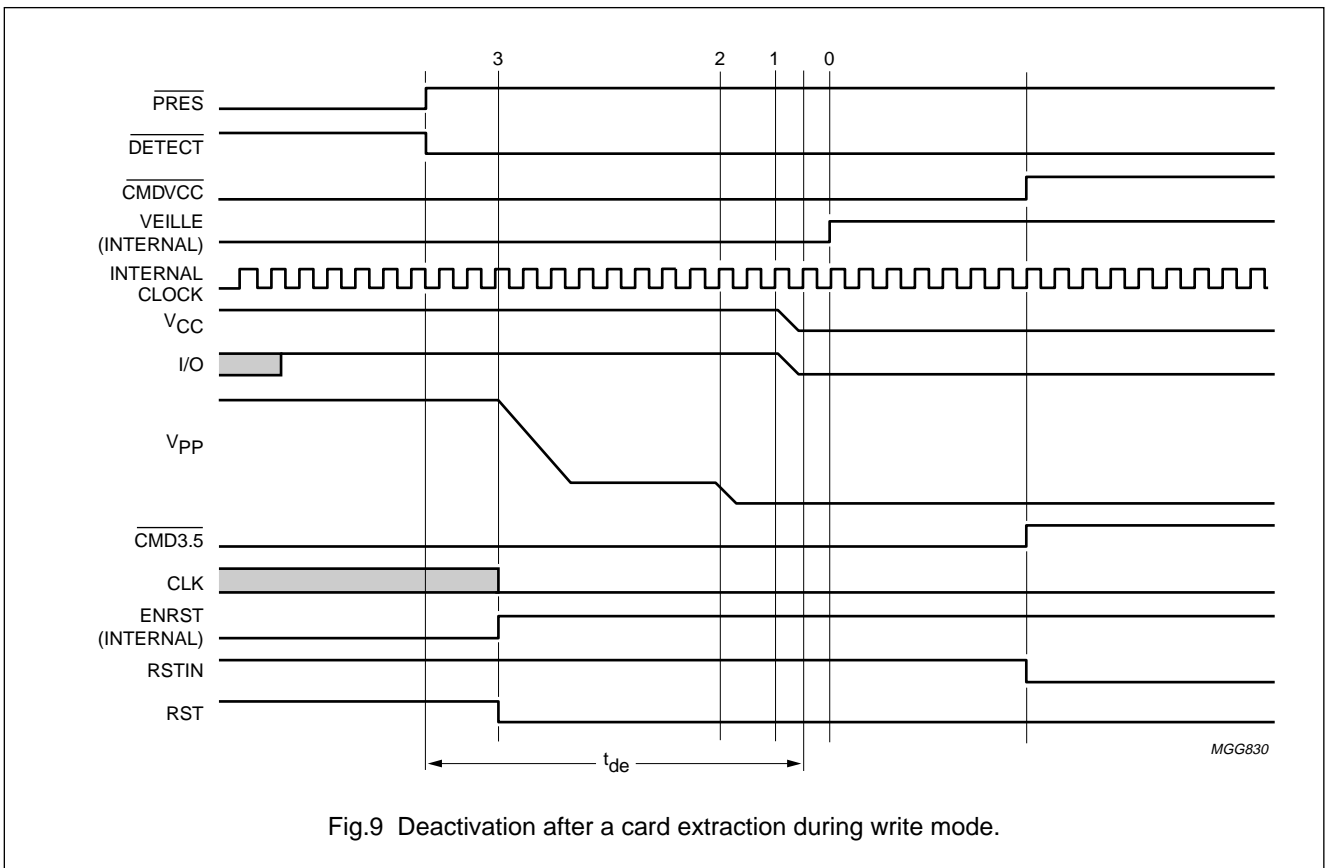 3 2 1 0
PRES
DETECT
CMDVCC
VEILLE
(INTERNAL)
INTERNAL
CLOCK
VCC
I/O
VPP
CMD3.5
CLK
ENRST
(INTERNAL)
RSTIN
RST
MGG830
tde
Fig.9 Deactivation after a card extraction during write mode.